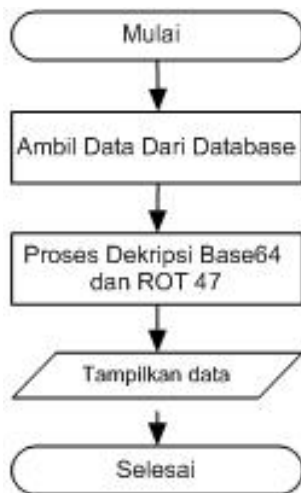 Mulai
Ambil Data Dari Database
Proses Dekripsi Base64
dan ROT 47
Tampilkan data
Selesai